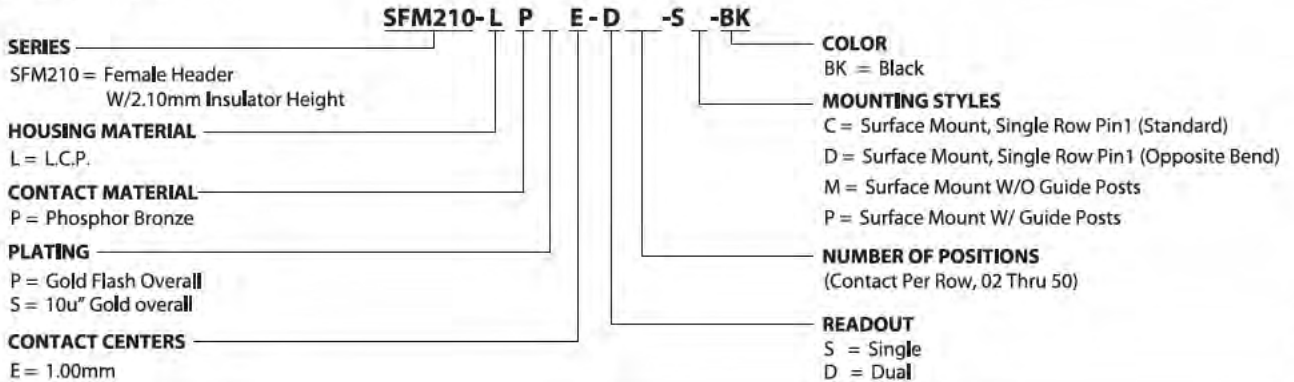 SFM210-L P E-D -S -BK
SERIES
SFM210 = Female Header
W/2.10mm Insulator Height
HOUSING MATERIAL
L = L.C.P.
CONTACT MATERIAL
P = Phosphor Bronze
PLATING
P = Gold Flash Overall
S = 10u" Gold overall
CONTACT CENTERS
E = 1.00mm
COLOR
BK = Black
MOUNTING STYLES
C = Surface Mount, Single Row Pin1 (Standard)
D = Surface Mount, Single Row Pin1 (Opposite Bend)
M = Surface Mount W/O Guide Posts
P = Surface Mount W/ Guide Posts
NUMBER OF POSITIONS
(Contact Per Row, 02 Thru 50)
READOUT
S = Single
D = Dual